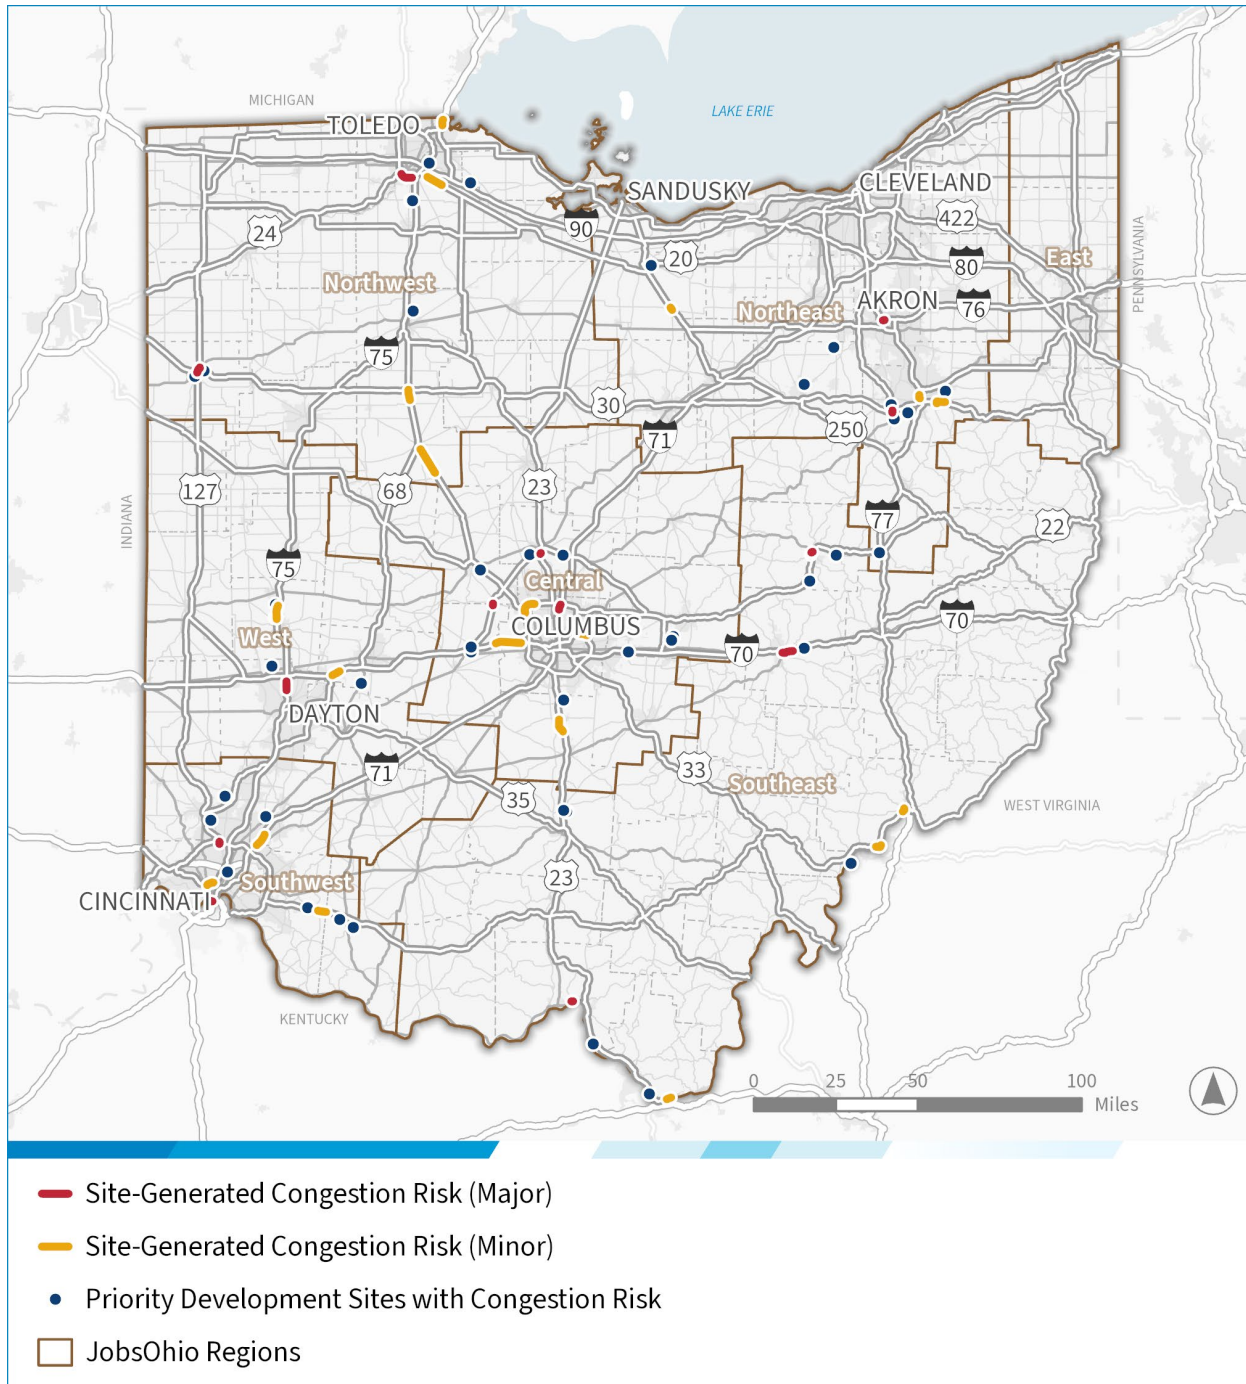 MICHIGAN
LAKE ERIE
TOLEDO
SANDUSKY
CLEVELAND
422
24
90
20
80
East
PENNSYLVANIA
Northwest
AKRON
76
Northeast
75
30
71
250
127
68
23
77
22
INDIANA
75
Central
70
COLUMBUS
West
70
DAYTON
71
33
35
Southeast
WEST VIRGINIA
23
Southwest
CINCINNATI
KENTUCKY
0 25 50 100
Miles
Site-Generated Congestion Risk (Major)
Site-Generated Congestion Risk (Minor)
Priority Development Sites with Congestion Risk
JobsOhio Regions